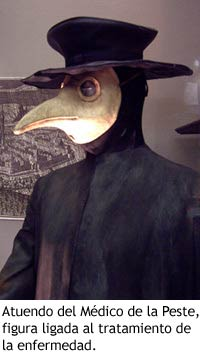 Atuendo del Médico de la Peste,
figura ligada al tratamiento de
la enfermedad.